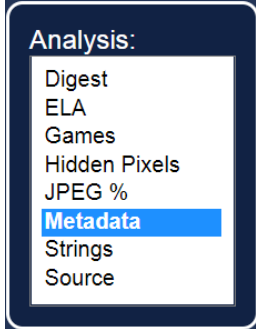 Analysis:
Digest
ELA
Games
Hidden Pixels
JPEG %
Metadata
Strings
Source